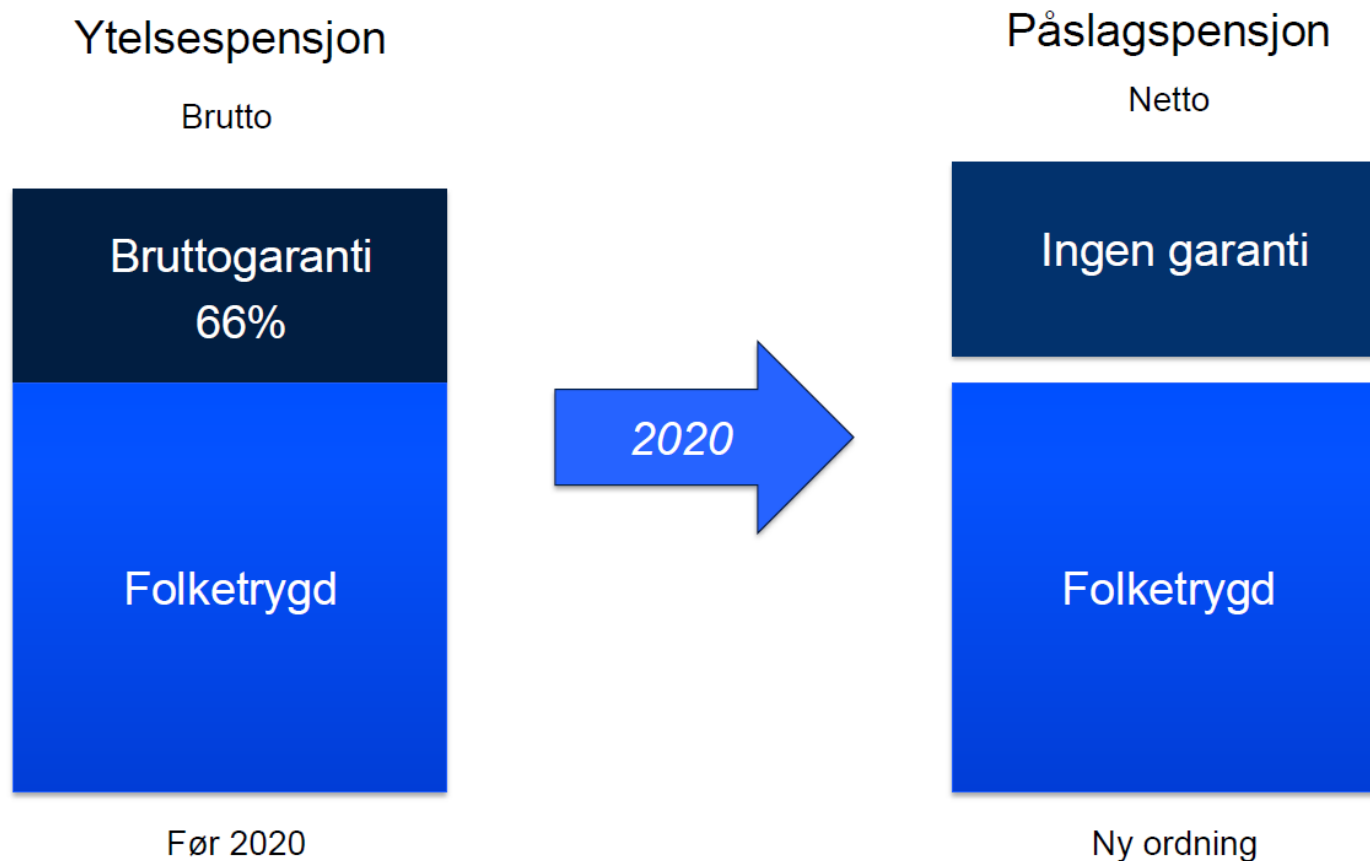 Ytelsespensjon
Brutto
Bruttogaranti
66%
Folketrygd
Før 2020
2020
Påslagspensjon
Netto
Ingen garanti
Folketrygd
Ny ordning